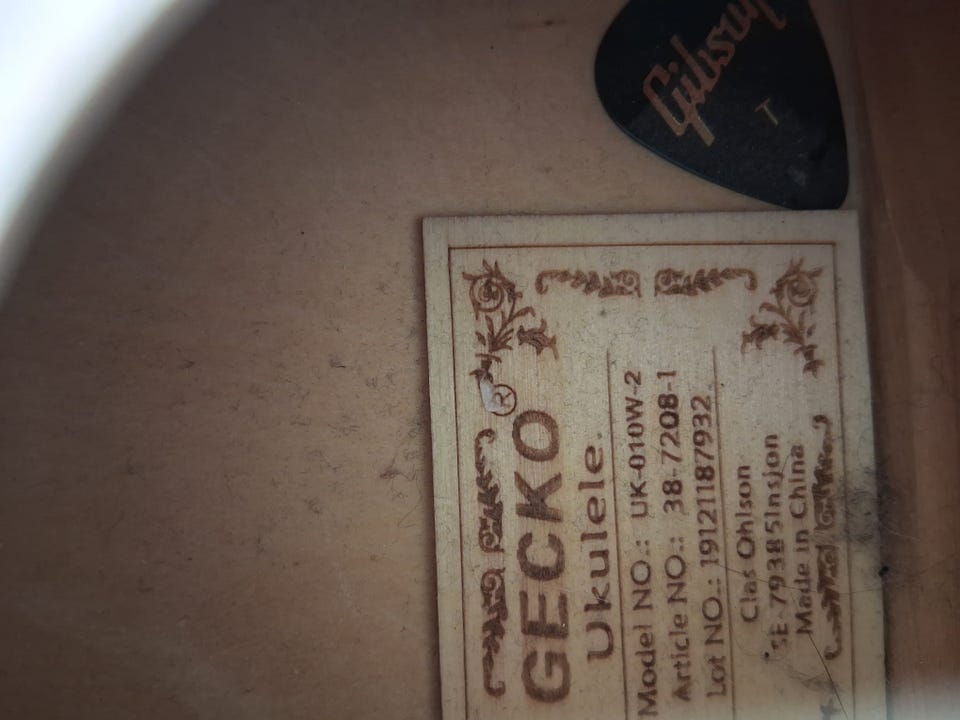 Gibson
T
GECKO®
Ukulele
Model NO.: UK-010W-2
Article NO.: 38-7208-1
Lot NO.: 19121187932
Clas Ohlson
SE-79385Insjon
Made in China